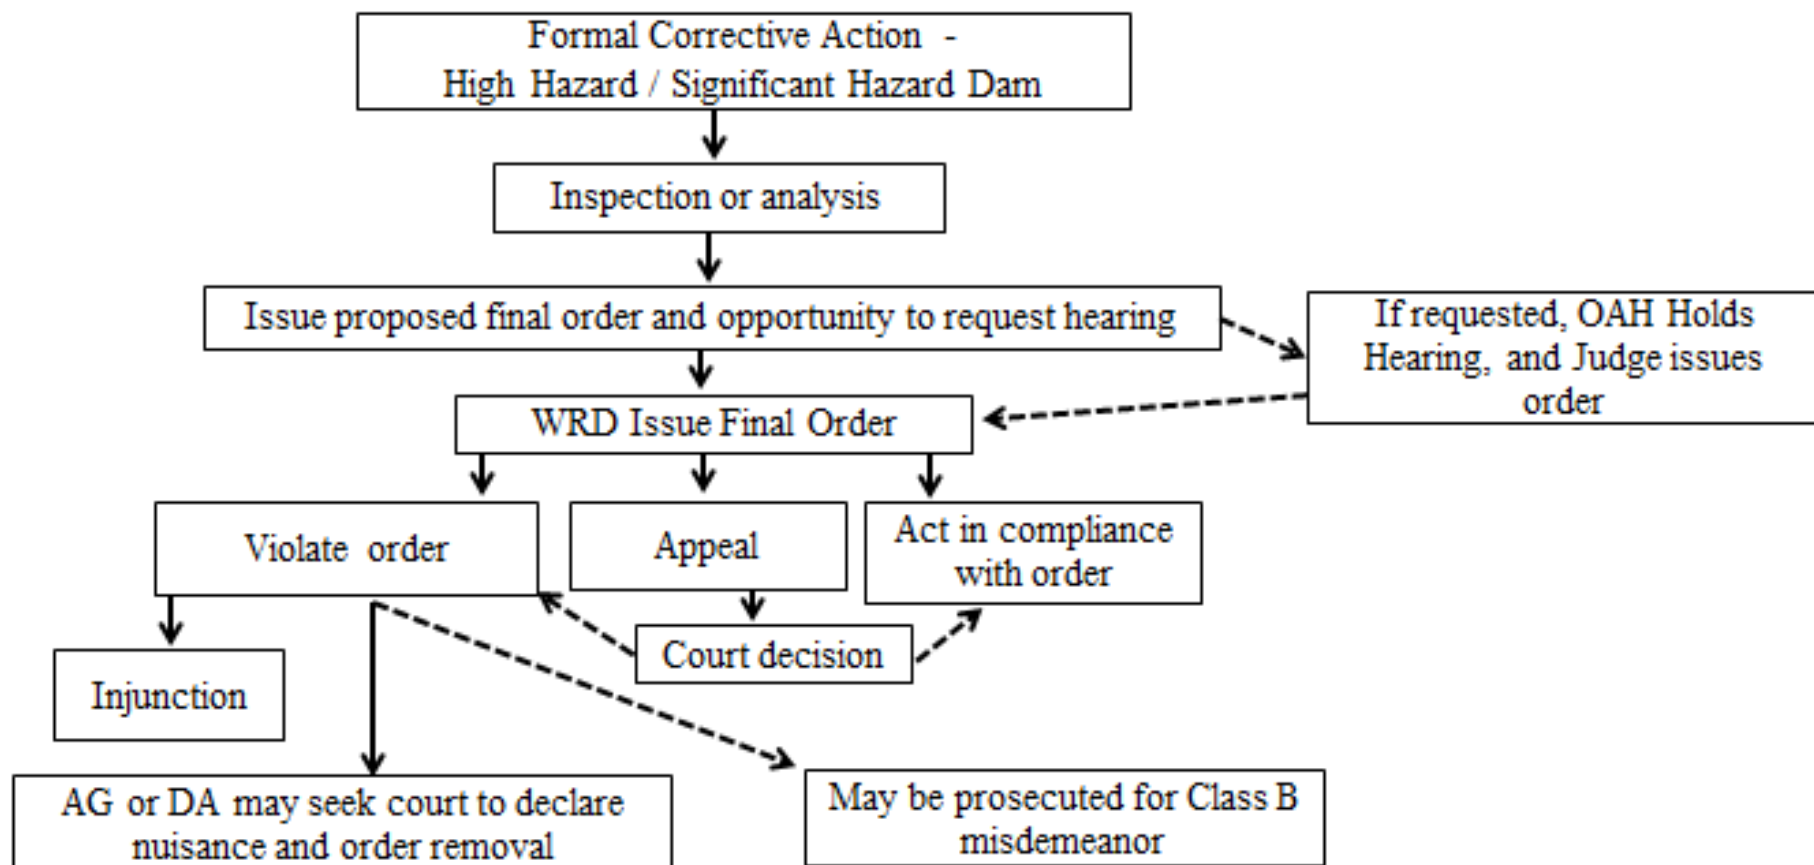 Formal Corrective Action -
High Hazard / Significant Hazard Dam
Inspection or analysis
Issue proposed final order and opportunity to request hearing
If requested, OAH Holds
Hearing, and Judge issues
order
WRD Issue Final Order
Violate order
Appeal
Act in compliance
with order
Court decision
Injunction
AG or DA may seek court to declare
nuisance and order removal
May be prosecuted for Class B
misdemeanor